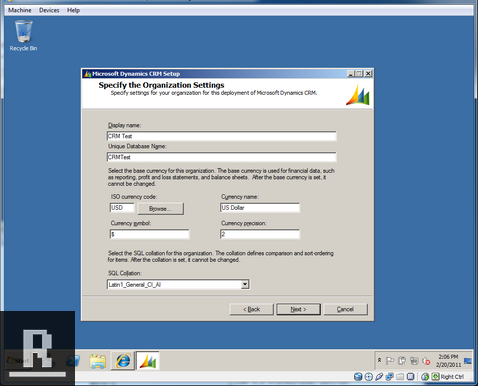 Machine Devices Help
Recycle Bin
Microsoft Dynamics CRM Setup
Specify the Organization Settings
Specify settings for your organization for this deployment of Microsoft Dynamics CRM.
Display name:
CRM Test
Unique Database Name:
CRMTest
Select the base currency for this organization. The base currency is used for financial data, such
as reporting, profit and loss statements, and balance sheets. After the base currency is set, it
cannot be changed.
ISO currency code: Currency name:
USD Browse... US Dollar
Currency symbol: Currency precision:
$ 2
Select the SQL collation for this organization. The collation defines comparison and sort-ordering
for items. After the collation is set, it cannot be changed.
SQL Collation:
Latin1_General_CI_AI
< Back Next > Cancel
R
Start
2:06 PM
2/20/2011
Right Ctrl